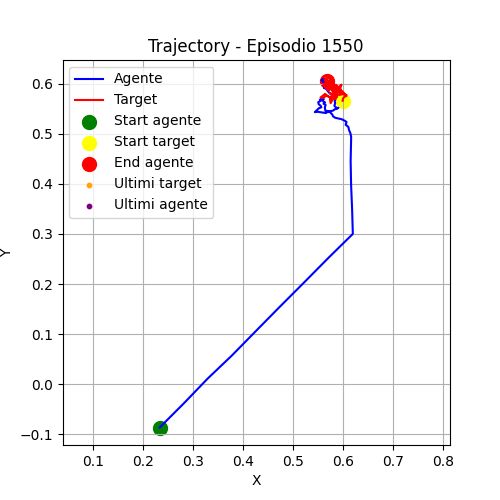 Trajectory - Episodio 1550
Agente
Target
Start agente
Start target
End agente
Ultimi target
Ultimi agente
0.6
0.5
0.4
0.3
0.2
0.1
0.0
−0.1
Y
0.1 0.2 0.3 0.4 0.5 0.6 0.7 0.8
X